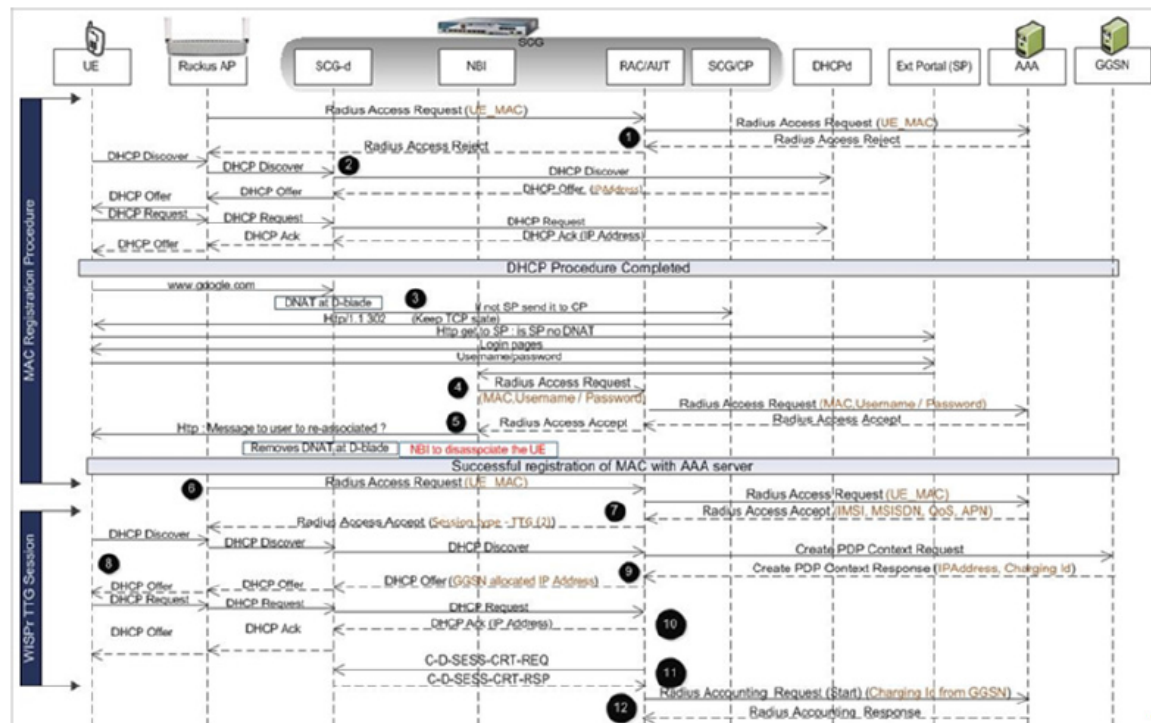 SCG
UE
Ruckus AP
SCG-d
NBI
RAC/AUT
SCG/CP
DHCPd
Ext Portal (SP)
AAA
GGSN
MAC Registration Procedure
Radius Access Request (UE_MAC)
Radius Access Request (UE_MAC)
1
Radius Access Reject
Radius Access Reject
DHCP Discover
2
DHCP Discover
DHCP Discover
DHCP Offer
DHCP Offer (IPAddress)
DHCP Offer
DHCP Request
DHCP Request
DHCP Request
DHCP Ack
DHCP Ack (IP Address)
DHCP Offer
DHCP Procedure Completed
www.google.com
DNAT at D-blade
3
not SP send it to CP
Http/1.1 302 (Keep TCP state)
Http get to SP : is SP no DNAT
Login pages
Username/password
4
Radius Access Request
(MAC,Username / Password)
Radius Access Request (MAC,Username / Password)
5
Radius Access Accept
Radius Access Accept
Http : Message to user to re-associated ?
Removes DNAT at D-blade
NBI to disasspciate the UE
Successful registration of MAC with AAA server
6
Radius Access Request (UE_MAC)
Radius Access Request (UE_MAC)
WISPr TTG Session
7
Radius Access Accept (IMSI, MSISDN, QoS, APN)
Radius Access Accept (Session type - TTG (2))
DHCP Discover
DHCP Discover
DHCP Discover
Create PDP Context Request
8
9
Create PDP Context Response (IPAddress, Charging Id)
DHCP Offer
DHCP Offer
DHCP Offer (GGSN allocated IP Address)
DHCP Request
DHCP Request
DHCP Request
DHCP Ack (IP Address)
10
DHCP Offer
DHCP Ack
C-D-SESS-CRT-REQ
11
C-D-SESS-CRT-RSP
Radius Accounting Request (Start) (Charging Id from GGSN)
12
Radius Accounting Response